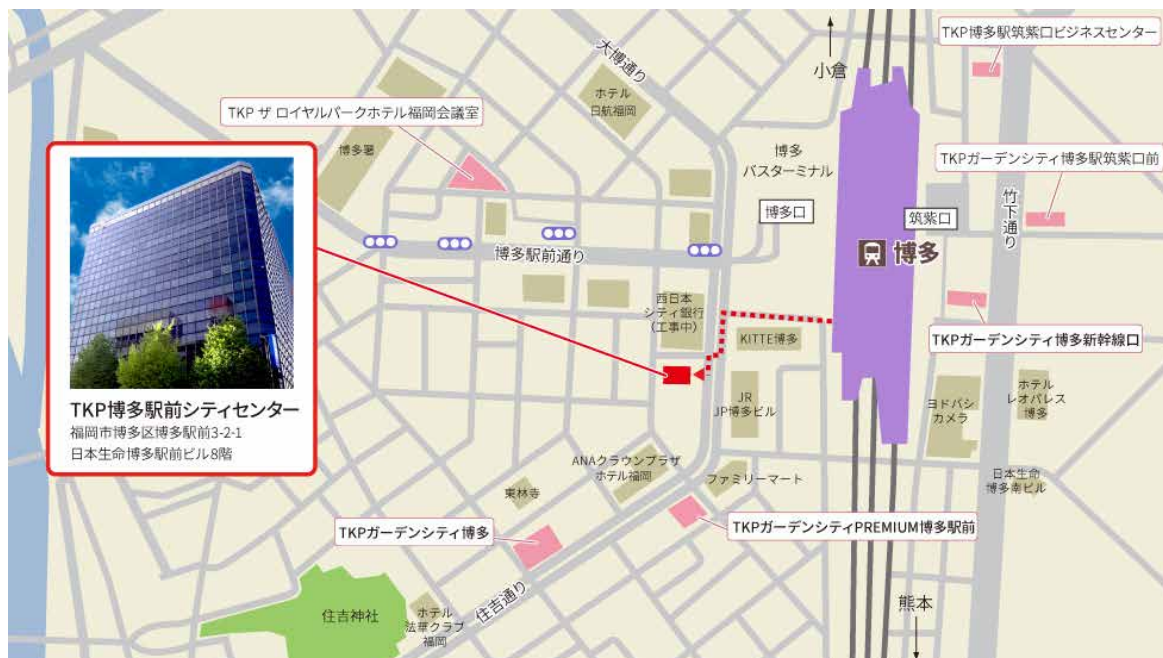 TKP博多駅筑紫口ビジネスセンター
小倉
大博通り
ホテル
日航福岡
TKP ザ ロイヤルパークホテル福岡会議室
博多署
博多
バスターミナル
TKPガーデンシティ博多駅筑紫口前
竹下通り
博多口
筑紫口
博多駅前通り
博多
西日本
シティ銀行
(工事中)
KITTE博多
TKPガーデンシティ博多新幹線口
TKP博多駅前シティセンター
福岡市博多区博多駅前3-2-1
日本生命博多駅前ビル8階
JR
JP博多ビル
ヨドバシ
カメラ
ホテル
レオパレス
博多
ANAクラウンプラザ
ホテル福岡
ファミリーマート
日本生命
博多南ビル
東林寺
TKPガーデンシティ博多
TKPガーデンシティPREMIUM博多駅前
住吉通り
住吉神社
ホテル
法華クラブ
福岡
熊本